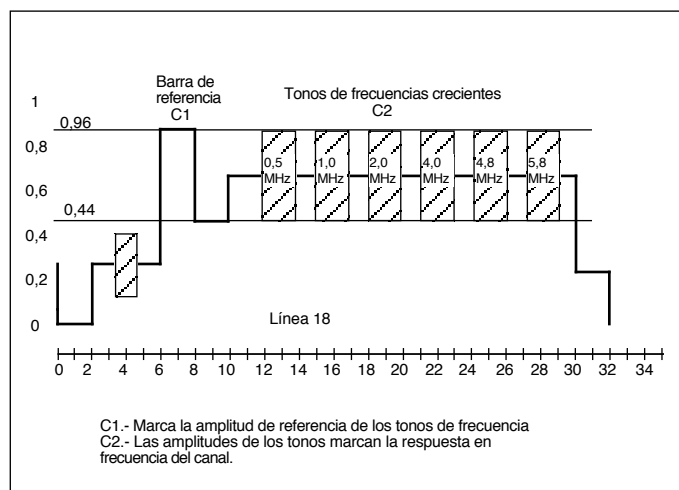 Barra de
referencia
C1
Tonos de frecuencias crecientes
C2
1
0,96
0,8
0,5
MHz
1,0
MHz
2,0
MHz
4,0
MHz
4,8
MHz
5,8
MHz
0,6
0,44
0,4
0,2
0
Línea 18
0 2 4 6 8 10 12 14 16 18 20 22 24 26 28 30 32 34
C1.- Marca la amplitud de referencia de los tonos de frecuencia
C2.- Las amplitudes de los tonos marcan la respuesta en
frecuencia del canal.